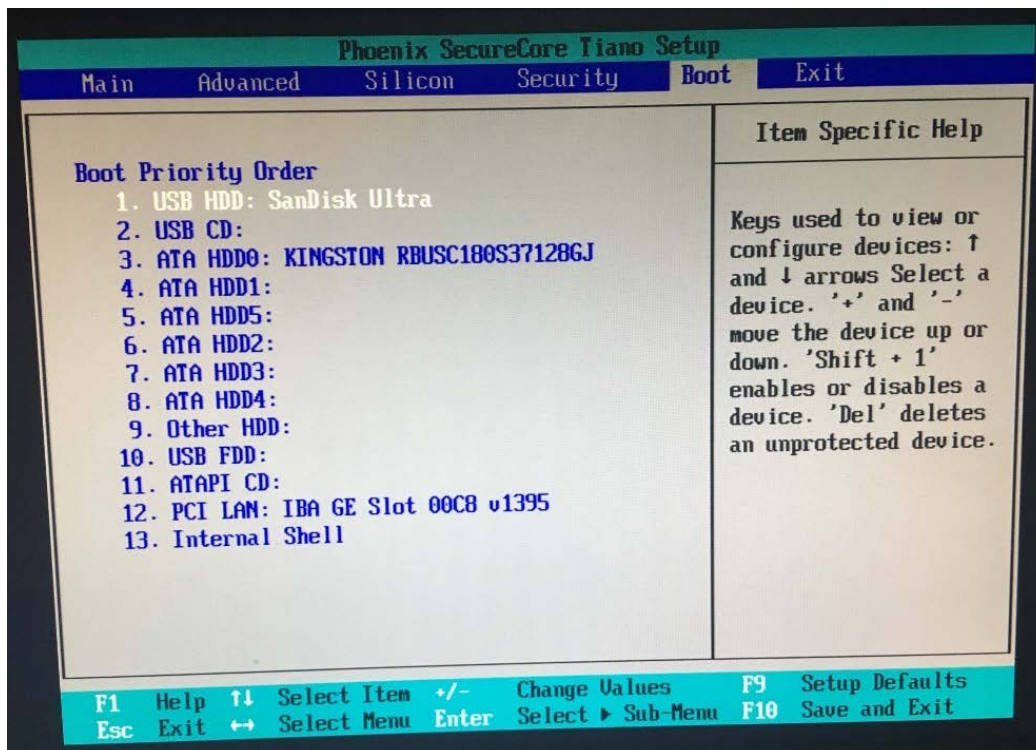 Phoenix SecureCore Tiano Setup
Main Advanced Silicon Security Boot Exit
Boot Priority Order
1. USB HDD: SanDisk Ultra
2. USB CD:
3. ATA HDD0: KINGSTON RBUSC180S37128GJ
4. ATA HDD1:
5. ATA HDD5:
6. ATA HDD2:
7. ATA HDD3:
8. ATA HDD4:
9. Other HDD:
10. USB FDD:
11. ATAPI CD:
12. PCI LAN: IBA GE Slot 00C8 v1395
13. Internal Shell
Item Specific Help
Keys used to view or
configure devices: ↑
and ↓ arrows Select a
device. '+' and '-'
move the device up or
down. 'Shift + 1'
enables or disables a
device. 'Del' deletes
an unprotected device.
F1 Help ↑↓ Select Item +/- Change Values F9 Setup Defaults
Esc Exit ↔ Select Menu Enter Select ▶ Sub-Menu F10 Save and Exit